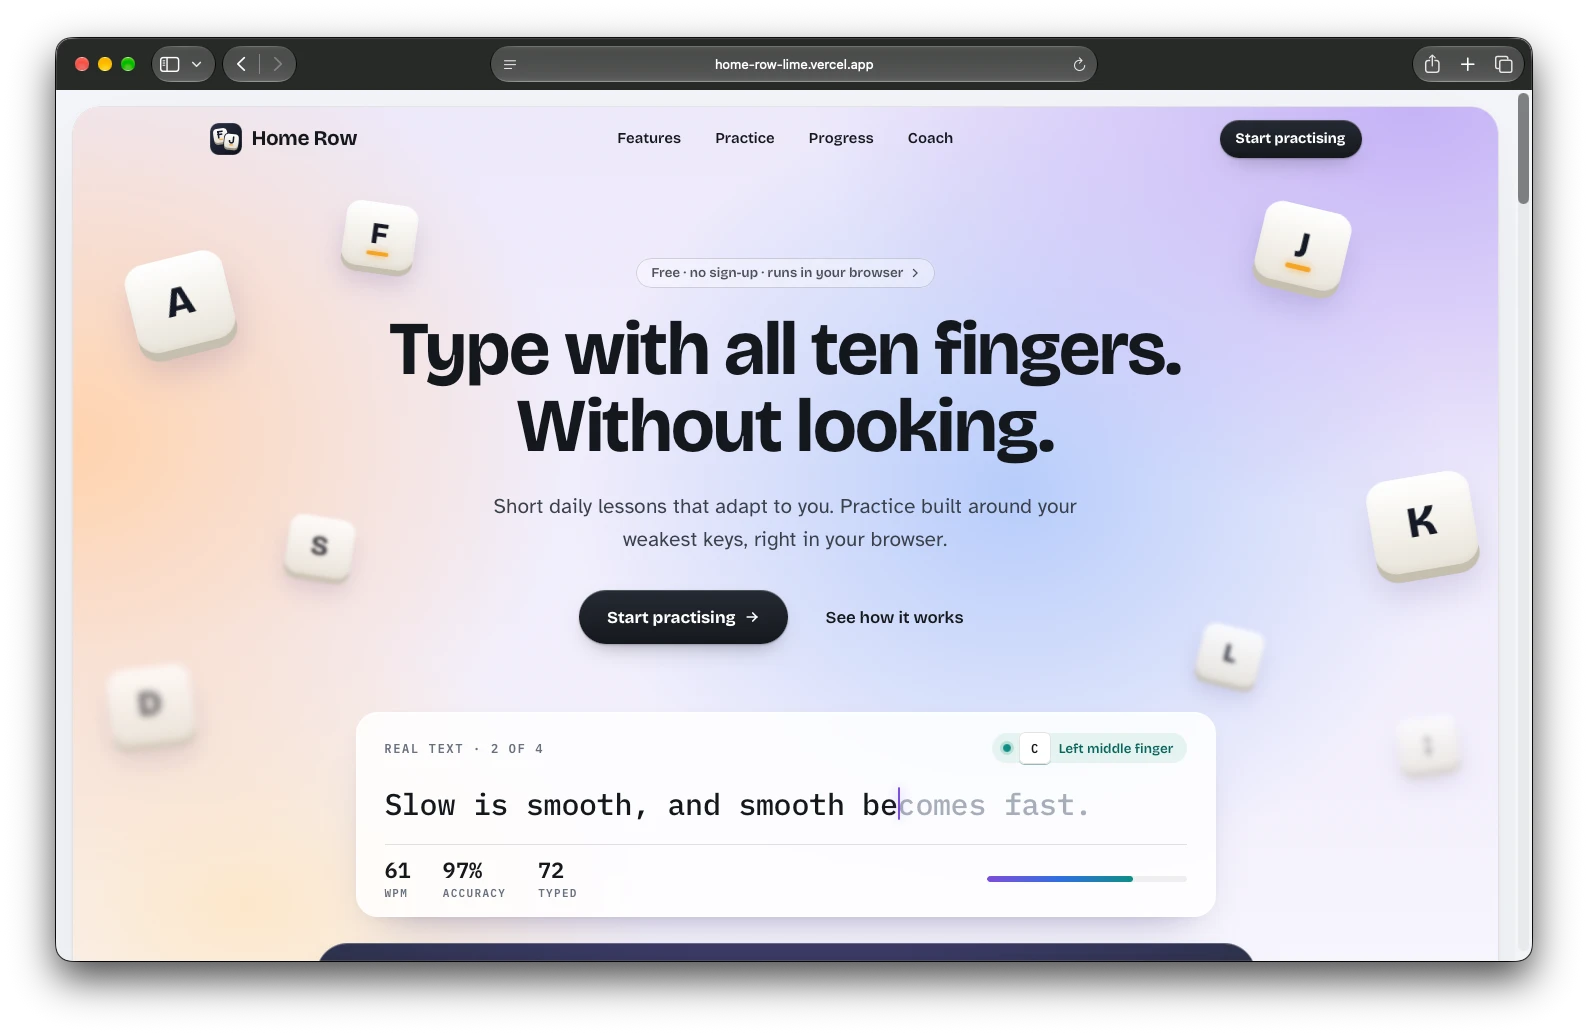 home-row-lime.vercel.app
F J Home Row
Features Practice Progress Coach
Start practising
F
J
A
Free · no sign-up · runs in your browser
Type with all ten fingers.
Without looking.
K
Short daily lessons that adapt to you. Practice built around your
weakest keys, right in your browser.
S
Start practising →
See how it works
L
D
REAL TEXT · 2 OF 4
C Left middle finger
Slow is smooth, and smooth becomes fast.
61 97% 72
WPM ACCURACY TYPED